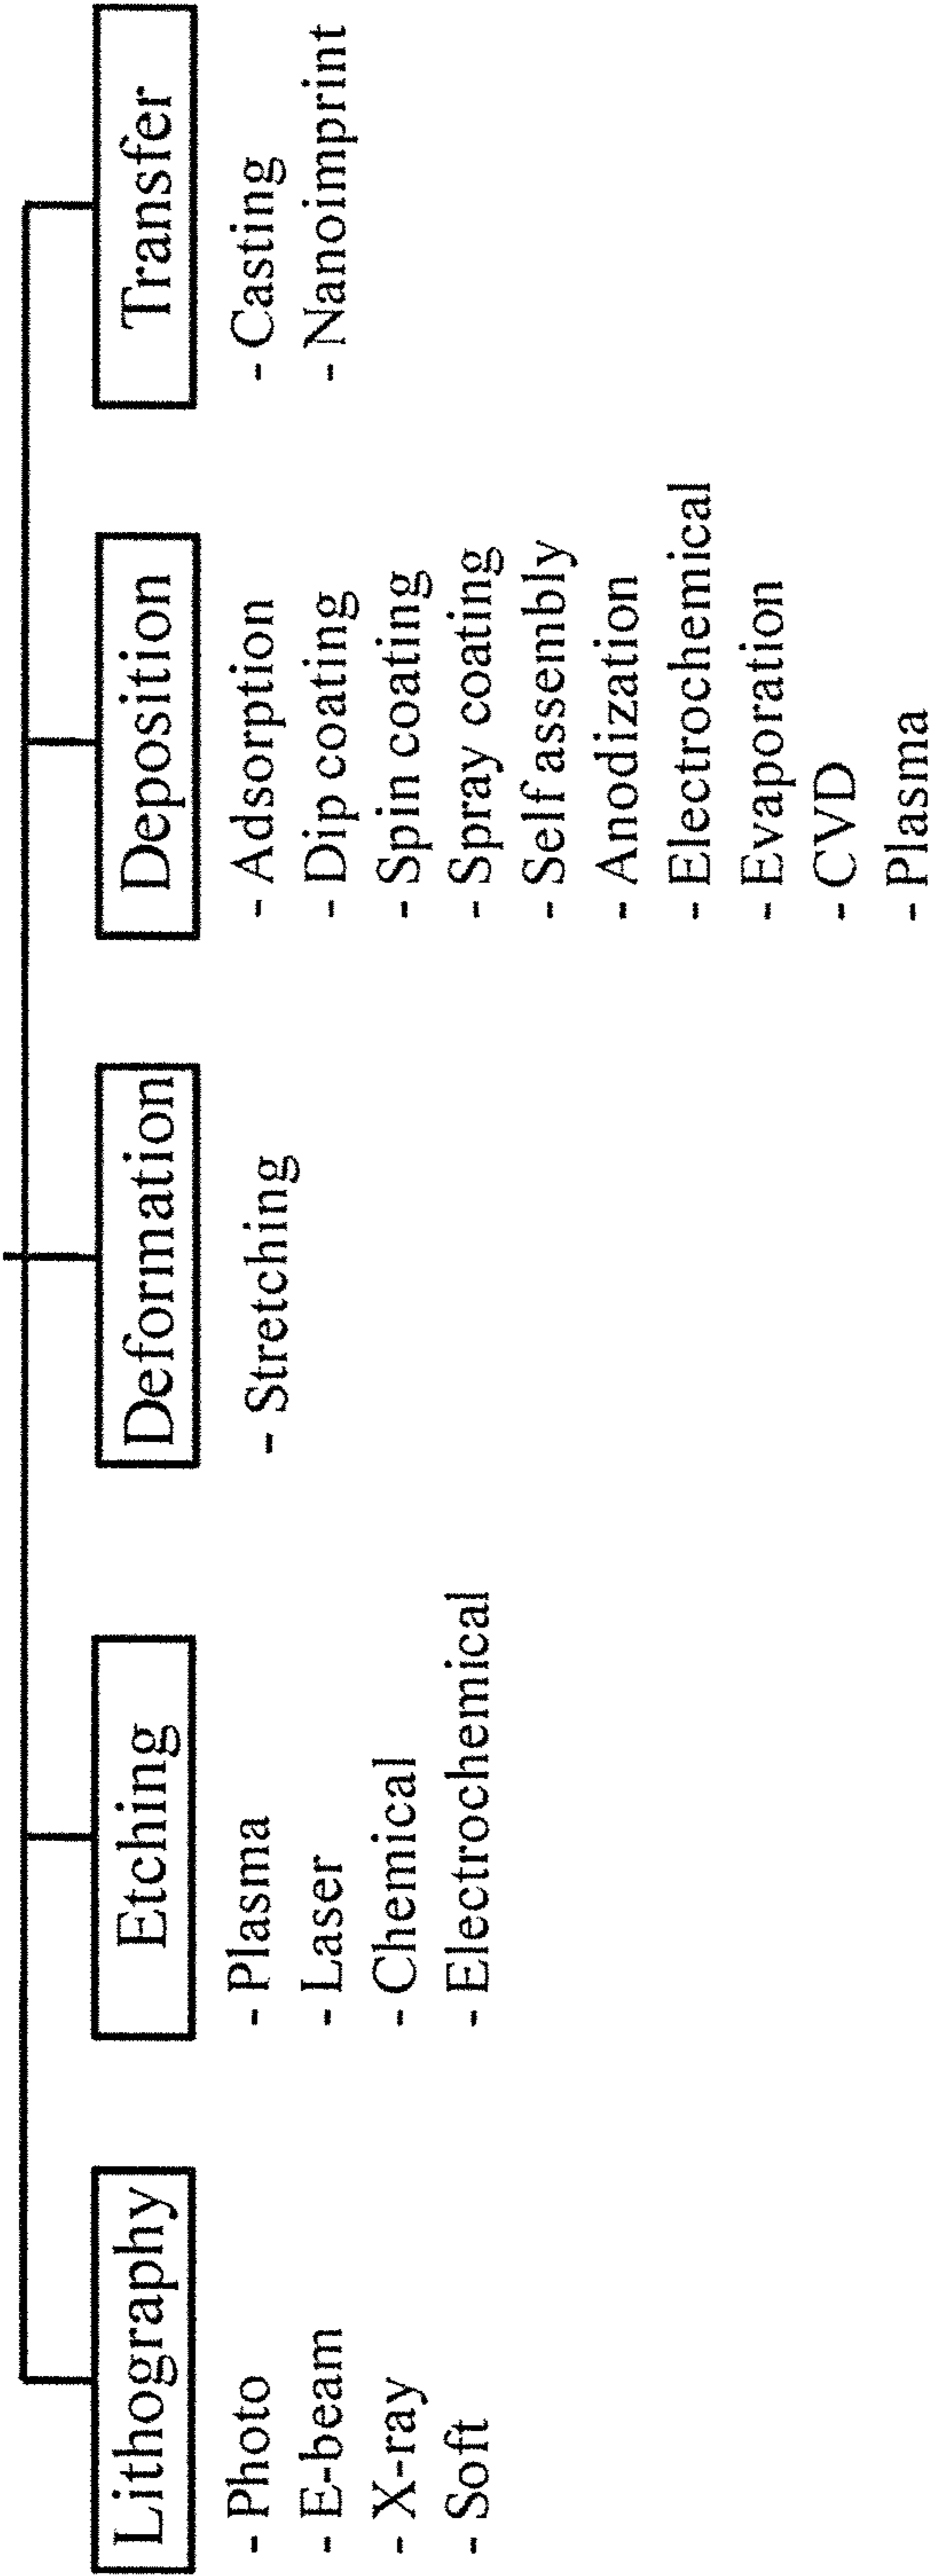 Lithography
- Photo
- E-beam
- X-ray
- Soft
Etching
- Plasma
- Laser
- Chemical
- Electrochemical
Deformation
- Stretching
Deposition
- Adsorption
- Dip coating
- Spin coating
- Spray coating
- Self assembly
- Anodization
- Electrochemical
- Evaporation
- CVD
- Plasma
Transfer
- Casting
- Nanoimprint